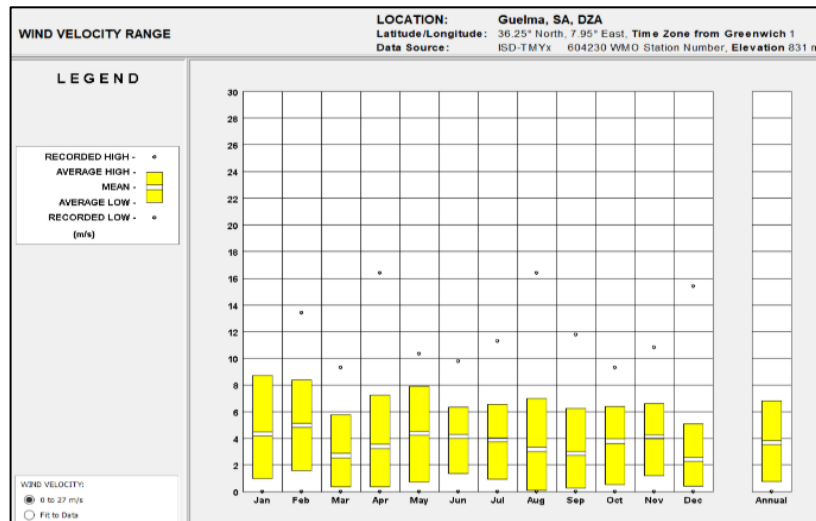 WIND VELOCITY RANGE
LOCATION: Guelma, SA, DZA
Latitude/Longitude: 36.25° North, 7.95° East, Time Zone from Greenwich 1
Data Source: ISD-TMYx 604230 WMO Station Number, Elevation 831 m
LEGEND
RECORDED HIGH -
AVERAGE HIGH -
MEAN -
AVERAGE LOW -
RECORDED LOW -
(m/s)
WIND VELOCITY:
0 to 27 m/s
Fit to Data
30
28
26
24
22
20
18
16
14
12
10
8
6
4
2
0
Jan Feb Mar Apr May Jun Jul Aug Sep Oct Nov Dec Annual